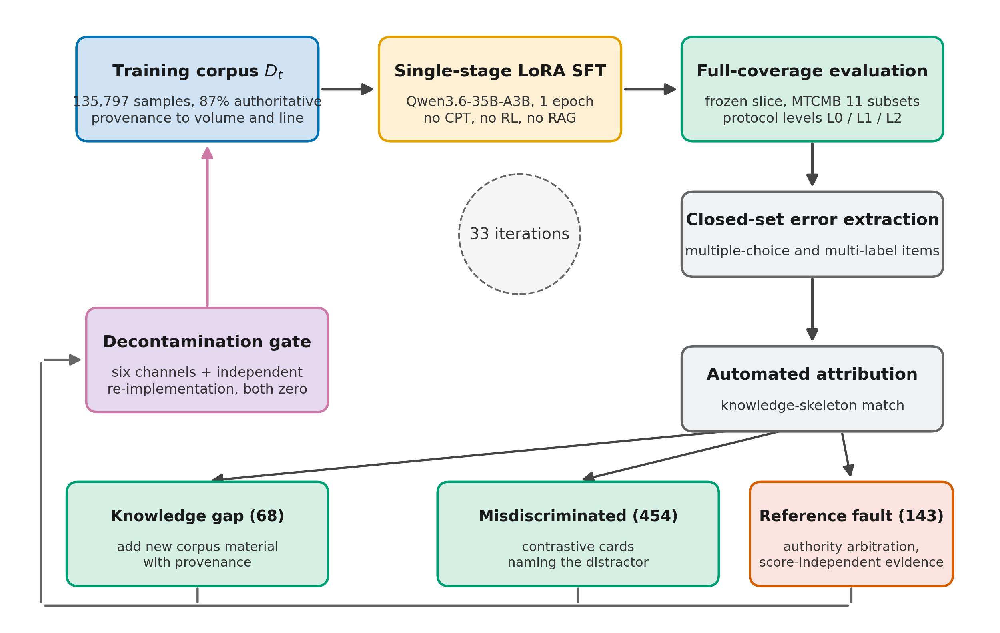 Training corpus Dₜ
135,797 samples, 87% authoritative
provenance to volume and line
Single-stage LoRA SFT
Qwen3.6-35B-A3B, 1 epoch
no CPT, no RL, no RAG
Full-coverage evaluation
frozen slice, MTCMB 11 subsets
protocol levels L0 / L1 / L2
33 iterations
Closed-set error extraction
multiple-choice and multi-label items
Decontamination gate
six channels + independent
re-implementation, both zero
Automated attribution
knowledge-skeleton match
Knowledge gap (68)
add new corpus material
with provenance
Misdiscriminated (454)
contrastive cards
naming the distractor
Reference fault (143)
authority arbitration,
score-independent evidence